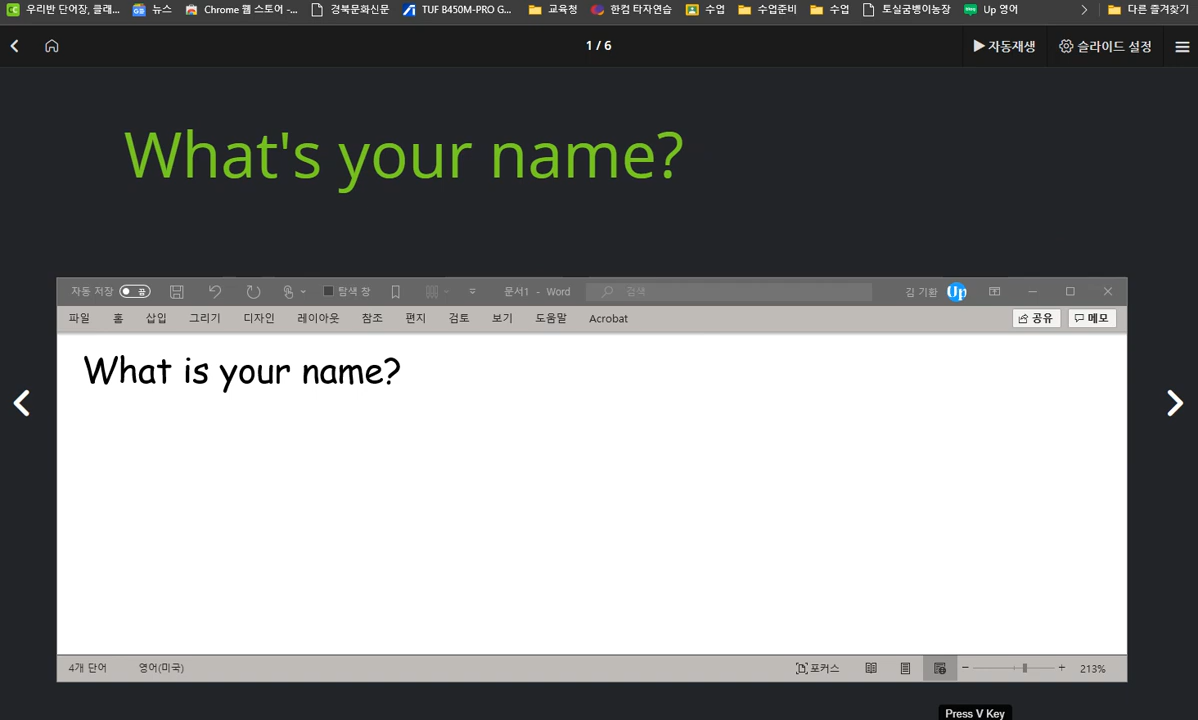 우리반 단어장, 클래... 뉴스 Chrome 웹 스토어 -... 경북문화신문 TUF B450M-PRO G... 교육청 한컴 타자연습 수업 수업준비 수업 토실굼벵이농장 Up 영어 다른 즐겨찾기
1 / 6 자동재생 슬라이드 설정
What's your name?
자동 저장 끔 탐색 창 문서1 - Word 검색 김 기환 Up
파일 홈 삽입 그리기 디자인 레이아웃 참조 편지 검토 보기 도움말 Acrobat 공유 메모
What is your name?
4개 단어 영어(미국) 포커스 213%
Press V Key